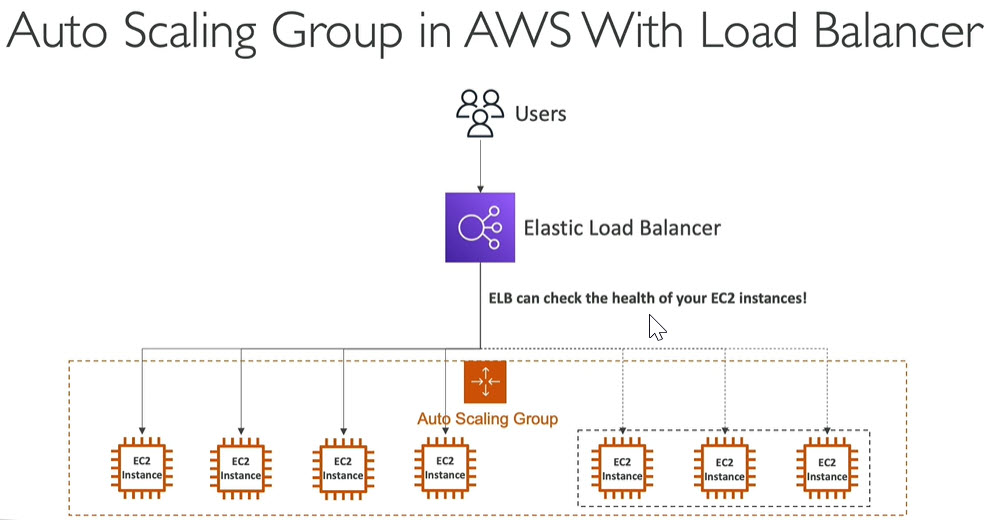 Auto Scaling Group in AWS With Load Balancer
Users
Elastic Load Balancer
ELB can check the health of your EC2 instances!
Auto Scaling Group
EC2
Instance
EC2
Instance
EC2
Instance
EC2
Instance
EC2
Instance
EC2
Instance
EC2
Instance